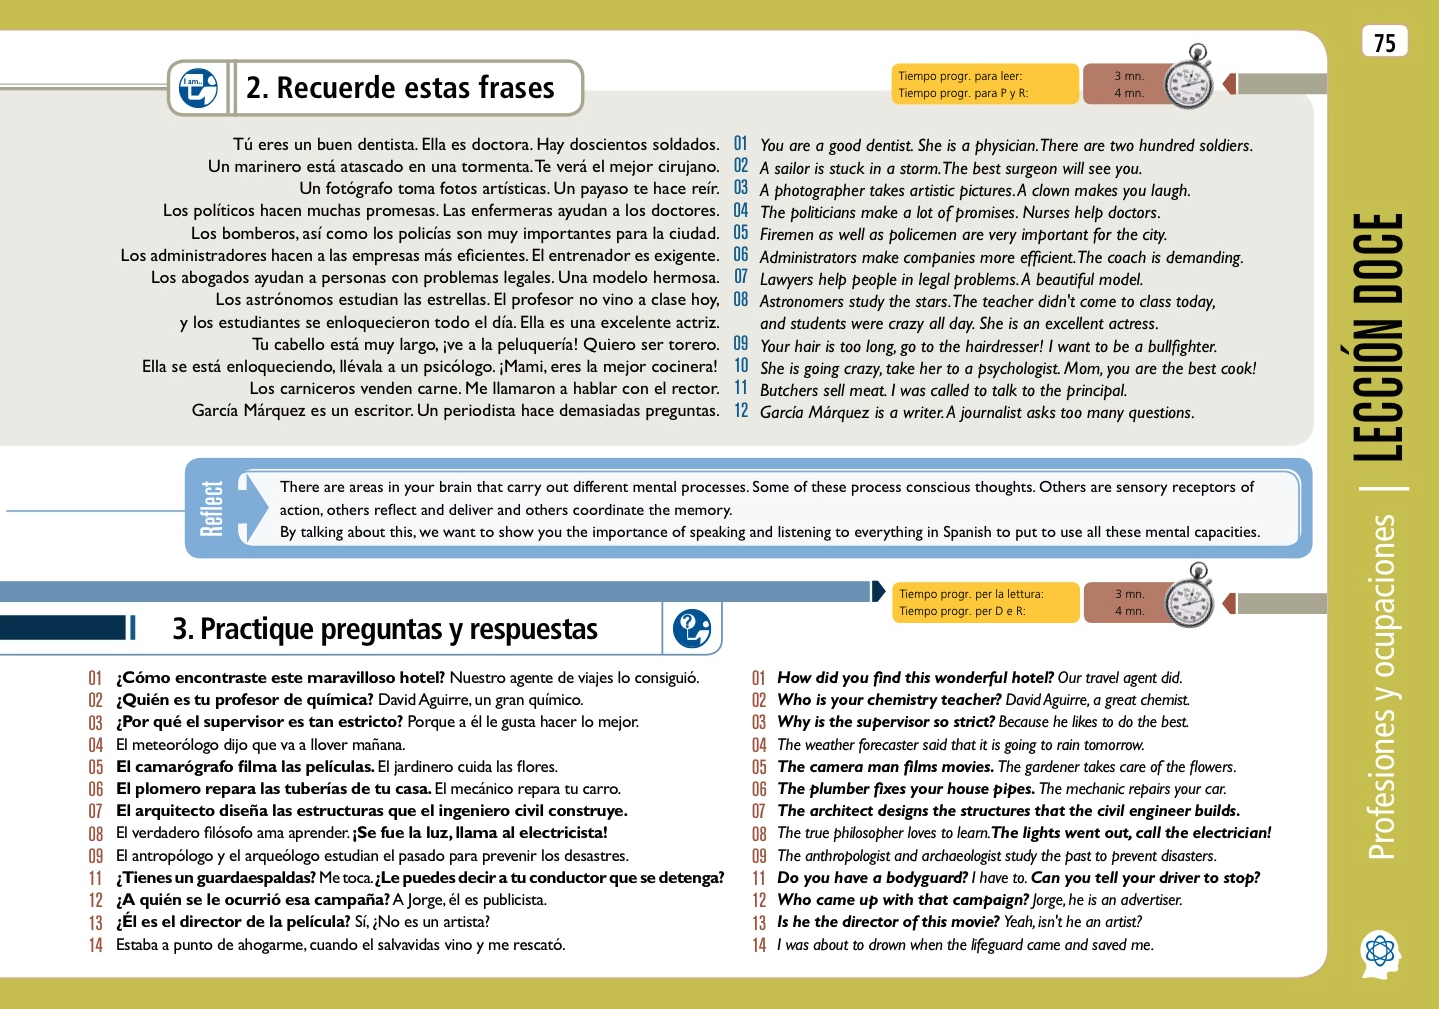 75
I am...
2. Recuerde estas frases
Tiempo progr. para leer: 3 mn.
Tiempo progr. para P y R: 4 mn.
Tú eres un buen dentista. Ella es doctora. Hay doscientos soldados. 01 You are a good dentist. She is a physician. There are two hundred soldiers.
Un marinero está atascado en una tormenta. Te verá el mejor cirujano. 02 A sailor is stuck in a storm. The best surgeon will see you.
Un fotógrafo toma fotos artísticas. Un payaso te hace reír. 03 A photographer takes artistic pictures. A clown makes you laugh.
Los políticos hacen muchas promesas. Las enfermeras ayudan a los doctores. 04 The politicians make a lot of promises. Nurses help doctors.
Los bomberos, así como los policías son muy importantes para la ciudad. 05 Firemen as well as policemen are very important for the city.
Los administradores hacen a las empresas más eficientes. El entrenador es exigente. 06 Administrators make companies more efficient. The coach is demanding.
Los abogados ayudan a personas con problemas legales. Una modelo hermosa. 07 Lawyers help people in legal problems. A beautiful model.
Los astrónomos estudian las estrellas. El profesor no vino a clase hoy, 08 Astronomers study the stars. The teacher didn't come to class today,
y los estudiantes se enloquecieron todo el día. Ella es una excelente actriz. and students were crazy all day. She is an excellent actress.
Tu cabello está muy largo, ¡ve a la peluquería! Quiero ser torero. 09 Your hair is too long, go to the hairdresser! I want to be a bullfighter.
Ella se está enloqueciendo, llévala a un psicólogo. ¡Mami, eres la mejor cocinera! 10 She is going crazy, take her to a psychologist. Mom, you are the best cook!
Los carniceros venden carne. Me llamaron a hablar con el rector. 11 Butchers sell meat. I was called to talk to the principal.
García Márquez es un escritor. Un periodista hace demasiadas preguntas. 12 García Márquez is a writer. A journalist asks too many questions.
Reflect
There are areas in your brain that carry out different mental processes. Some of these process conscious thoughts. Others are sensory receptors of
action, others reflect and deliver and others coordinate the memory.
By talking about this, we want to show you the importance of speaking and listening to everything in Spanish to put to use all these mental capacities.
Tiempo progr. per la lettura: 3 mn.
Tiempo progr. per D e R: 4 mn.
3. Practique preguntas y respuestas
01 ¿Cómo encontraste este maravilloso hotel? Nuestro agente de viajes lo consiguió. 01 How did you find this wonderful hotel? Our travel agent did.
02 ¿Quién es tu profesor de química? David Aguirre, un gran químico. 02 Who is your chemistry teacher? David Aguirre, a great chemist.
03 ¿Por qué el supervisor es tan estricto? Porque a él le gusta hacer lo mejor. 03 Why is the supervisor so strict? Because he likes to do the best.
04 El meteorólogo dijo que va a llover mañana. 04 The weather forecaster said that it is going to rain tomorrow.
05 El camarógrafo filma las películas. El jardinero cuida las flores. 05 The camera man films movies. The gardener takes care of the flowers.
06 El plomero repara las tuberías de tu casa. El mecánico repara tu carro. 06 The plumber fixes your house pipes. The mechanic repairs your car.
07 El arquitecto diseña las estructuras que el ingeniero civil construye. 07 The architect designs the structures that the civil engineer builds.
08 El verdadero filósofo ama aprender. ¡Se fue la luz, llama al electricista! 08 The true philosopher loves to learn. The lights went out, call the electrician!
09 El antropólogo y el arqueólogo estudian el pasado para prevenir los desastres. 09 The anthropologist and archaeologist study the past to prevent disasters.
11 ¿Tienes un guardaespaldas? Me toca. ¿Le puedes decir a tu conductor que se detenga? 11 Do you have a bodyguard? I have to. Can you tell your driver to stop?
12 ¿A quién se le ocurrió esa campaña? A Jorge, él es publicista. 12 Who came up with that campaign? Jorge, he is an advertiser.
13 ¿Él es el director de la película? Sí, ¿No es un artista? 13 Is he the director of this movie? Yeah, isn't he an artist?
14 Estaba a punto de ahogarme, cuando el salvavidas vino y me rescató. 14 I was about to drown when the lifeguard came and saved me.
Profesiones y ocupaciones | LECCIÓN DOCE